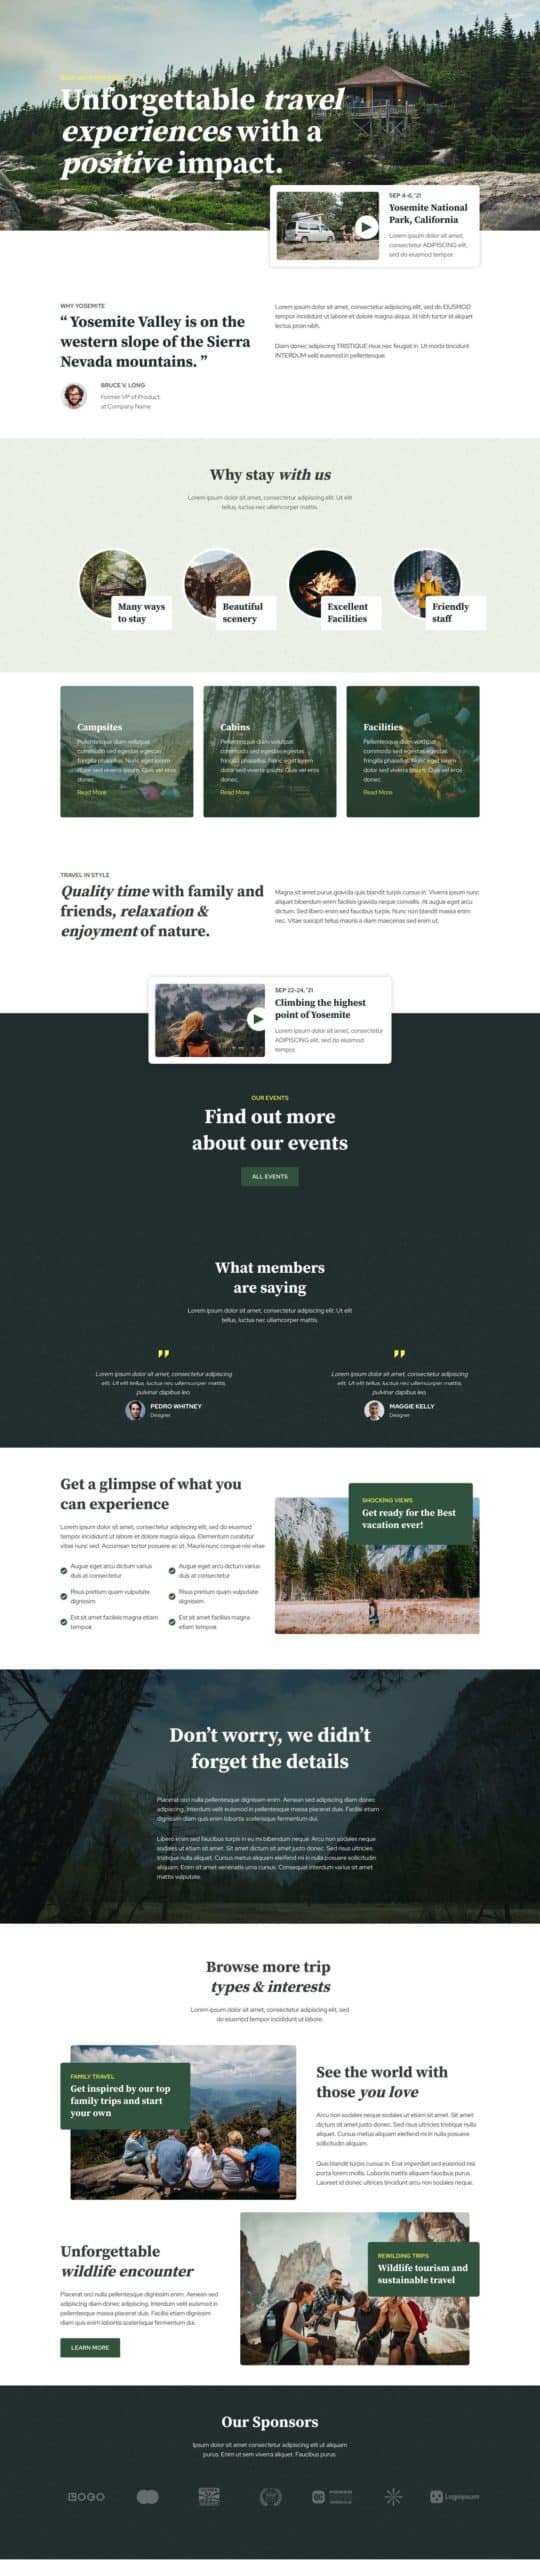 Unforgettable travel
experiences with a
positive impact.
SEP 4-6, '21
Yosemite National
Park, California
Lorem ipsum dolor sit amet,
consectetur ADIPISCING elit,
sed do eiusmod tempor.
WHY YOSEMITE
“ Yosemite Valley is on the
western slope of the Sierra
Nevada mountains. ”
BRUCE V. LONG
Former VP of Product
at Company Name
Lorem ipsum dolor sit amet, consectetur adipiscing elit, sed do EIUSMOD
tempor incididunt ut labore et dolore magna aliqua. Id nibh tortor id aliquet
lectus proin nibh.
Diam donec adipiscing TRISTIQUE risus nec feugiat in. Ut morbi tincidunt
INTERDUM velit euismod in pellentesque.
Why stay with us
Lorem ipsum dolor sit amet, consectetur adipiscing elit. Ut elit
tellus, luctus nec ullamcorper mattis.
Many ways
to stay
Beautiful
scenery
Excellent
Facilities
Friendly
staff
Campsites
Pellentesque diam volutpat
commodo sed egestas egestas
fringilla phasellus. Nunc eget lorem
dolor sed viverra ipsum. Quis vel eros
donec.
Read More
Cabins
Pellentesque diam volutpat
commodo sed egestas egestas
fringilla phasellus. Nunc eget lorem
dolor sed viverra ipsum. Quis vel eros
donec.
Read More
Facilities
Pellentesque diam volutpat
commodo sed egestas egestas
fringilla phasellus. Nunc eget lorem
dolor sed viverra ipsum. Quis vel eros
donec.
Read More
TRAVEL IN STYLE
Quality time with family and
friends, relaxation &
enjoyment of nature.
Magna sit amet purus gravida quis blandit turpis cursus in. Viverra ipsum nunc
aliquet bibendum enim facilisis gravida neque convallis. At augue eget arcu
dictum. Sed libero enim sed faucibus turpis. Nunc non blandit massa enim
nec. Vitae suscipit tellus mauris a diam maecenas sed enim ut.
SEP 22-24, '21
Climbing the highest
point of Yosemite
Lorem ipsum dolor sit amet, consectetur
ADIPISCING elit, sed do eiusmod
tempor.
OUR EVENTS
Find out more
about our events
ALL EVENTS
What members
are saying
Lorem ipsum dolor sit amet, consectetur adipiscing elit. Ut elit
tellus, luctus nec ullamcorper mattis.
Lorem ipsum dolor sit amet, consectetur adipiscing
elit. Ut elit tellus, luctus nec ullamcorper mattis,
pulvinar dapibus leo.
PEDRO WHITNEY
Designer
Lorem ipsum dolor sit amet, consectetur adipiscing
elit. Ut elit tellus, luctus nec ullamcorper mattis,
pulvinar dapibus leo.
MAGGIE KELLY
Designer
Get a glimpse of what you
can experience
Lorem ipsum dolor sit amet, consectetur adipiscing elit, sed do eiusmod
tempor incididunt ut labore et dolore magna aliqua. Elementum curabitur
vitae nunc sed. Accumsan tortor posuere ac ut. Mauris nunc congue nisi vitae
Augue eget arcu dictum varius
duis at consectetur
Risus pretium quam vulputate
dignissim
Est sit amet facilisis magna etiam
tempor.
Augue eget arcu dictum varius
duis at consectetur
Risus pretium quam vulputate
dignissim
Est sit amet facilisis magna
etiam tempor.
SHOCKING VIEWS
Get ready for the Best
vacation ever!
Don’t worry, we didn’t
forget the details
Placerat orci nulla pellentesque dignissim enim. Aenean sed adipiscing diam donec
adipiscing. Interdum velit euismod in pellentesque massa placerat duis. Facilisi etiam
dignissim diam quis enim lobortis scelerisque fermentum dui.
Libero enim sed faucibus turpis in eu mi bibendum neque. Arcu non sodales neque
sodales ut etiam sit amet. Sit amet dictum sit amet justo donec. Sed risus ultricies
tristique nulla aliquet. Cursus metus aliquam eleifend mi in nulla posuere sollicitudin
aliquam. Enim sit amet venenatis urna cursus. Consequat interdum varius sit amet
mattis vulputate.
Browse more trip
types & interests
Lorem ipsum dolor sit amet, consectetur adipiscing elit, sed
do eiusmod tempor incididunt ut labore.
FAMILY TRAVEL
Get inspired by our top
family trips and start
your own
See the world with
those you love
Arcu non sodales neque sodales ut etiam sit amet. Sit amet
dictum sit amet justo donec. Sed risus ultricies tristique nulla
aliquet. Cursus metus aliquam eleifend mi in nulla posuere
sollicitudin aliquam.
Quis blandit turpis cursus in. Erat imperdiet sed euismod nisi
porta lorem mollis. Lobortis mattis aliquam faucibus purus.
Laoreet id donec ultrices tincidunt arcu non sodales neque.
Unforgettable
wildlife encounter
Placerat orci nulla pellentesque dignissim enim. Aenean sed
adipiscing diam donec adipiscing. Interdum velit euismod in
pellentesque massa placerat duis. Facilisi etiam dignissim
diam quis enim lobortis scelerisque fermentum dui.
LEARN MORE
REWILDING TRIPS
Wildlife tourism and
sustainable travel
Our Sponsors
Ipsum dolor sit amet consectetur adipiscing elit ut aliquam
purus. Enim ut sem viverra aliquet. Faucibus purus
LOGO
Logoipsum